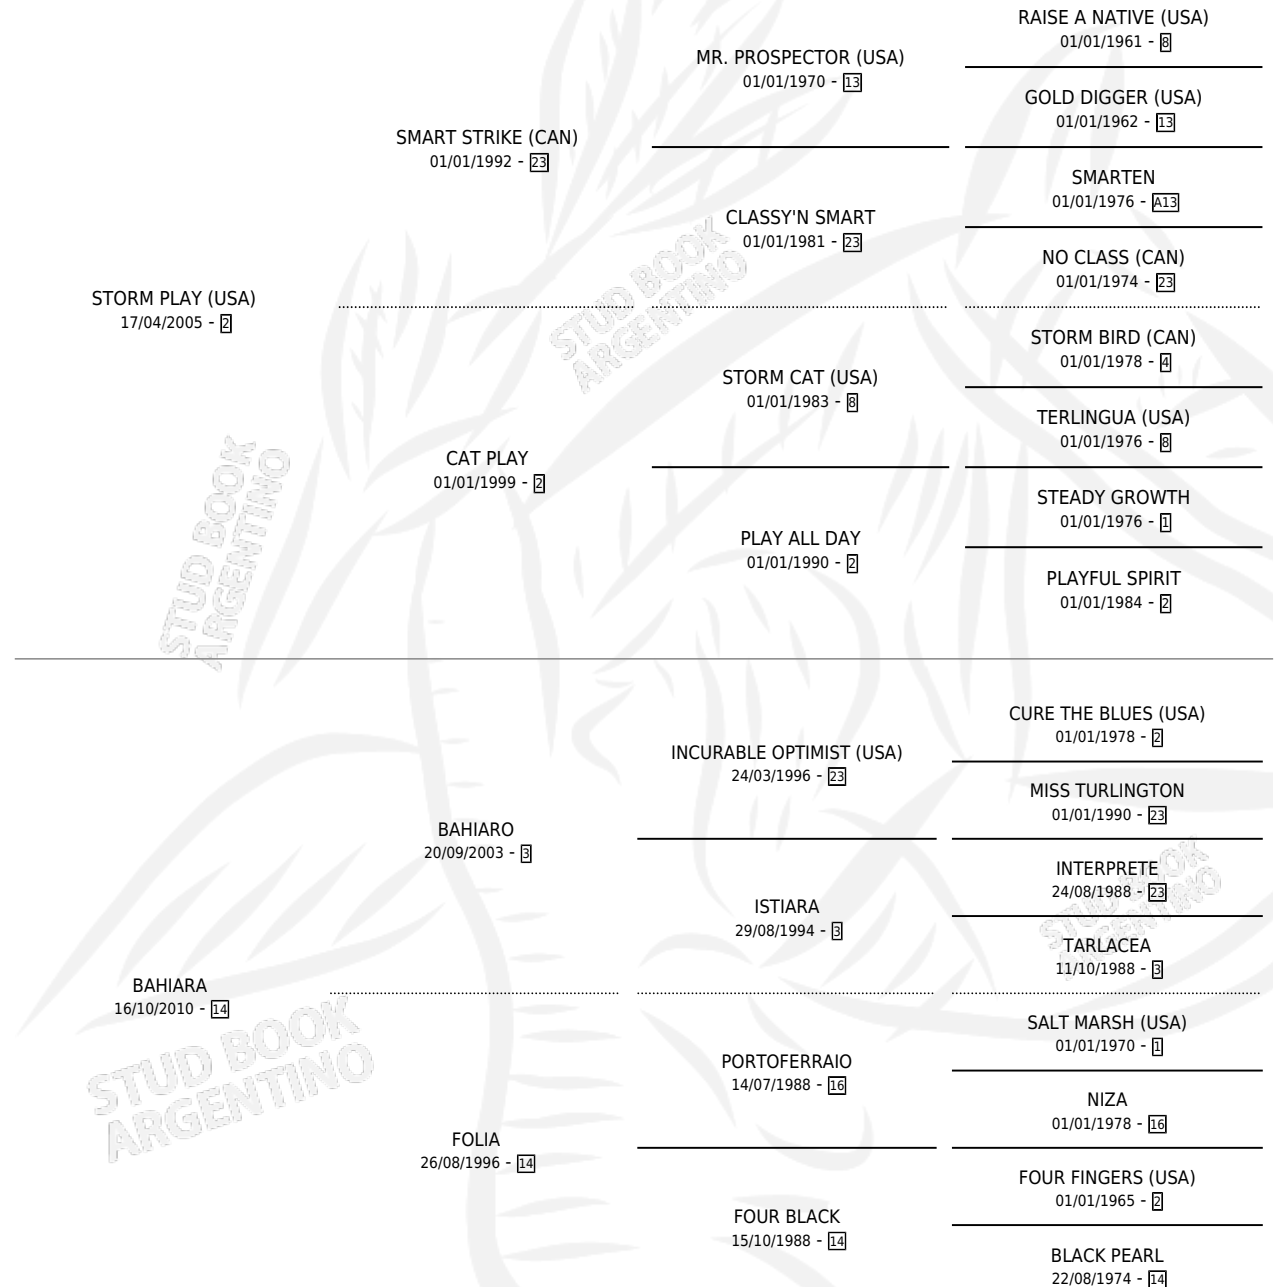 RAISE A NATIVE (USA)
01/01/1961 - 8
MR. PROSPECTOR (USA)
01/01/1970 - 13
GOLD DIGGER (USA)
01/01/1962 - 13
SMART STRIKE (CAN)
01/01/1992 - 23
SMARTEN
01/01/1976 - A13
CLASSY'N SMART
01/01/1981 - 23
NO CLASS (CAN)
01/01/1974 - 23
STORM PLAY (USA)
17/04/2005 - 2
STUD BOOK
ARGENTINO
STORM BIRD (CAN)
01/01/1978 - 4
STORM CAT (USA)
01/01/1983 - 8
TERLINGUA (USA)
01/01/1976 - 8
CAT PLAY
01/01/1999 - 2
STEADY GROWTH
01/01/1976 - 1
PLAY ALL DAY
01/01/1990 - 2
PLAYFUL SPIRIT
01/01/1984 - 2
STUD BOOK
ARGENTINO
CURE THE BLUES (USA)
01/01/1978 - 2
INCURABLE OPTIMIST (USA)
24/03/1996 - 23
MISS TURLINGTON
01/01/1990 - 23
BAHIARO
20/09/2003 - 3
INTERPRETE
24/08/1988 - 23
ISTIARA
29/08/1994 - 3
STUD BOOK
ARGENTINO
TARLACEA
11/10/1988 - 3
BAHIARA
16/10/2010 - 14
SALT MARSH (USA)
01/01/1970 - 1
PORTOFERRAIO
14/07/1988 - 16
STUD BOOK
ARGENTINO
NIZA
01/01/1978 - 16
FOLIA
26/08/1996 - 14
FOUR FINGERS (USA)
01/01/1965 - 2
FOUR BLACK
15/10/1988 - 14
BLACK PEARL
22/08/1974 - 14